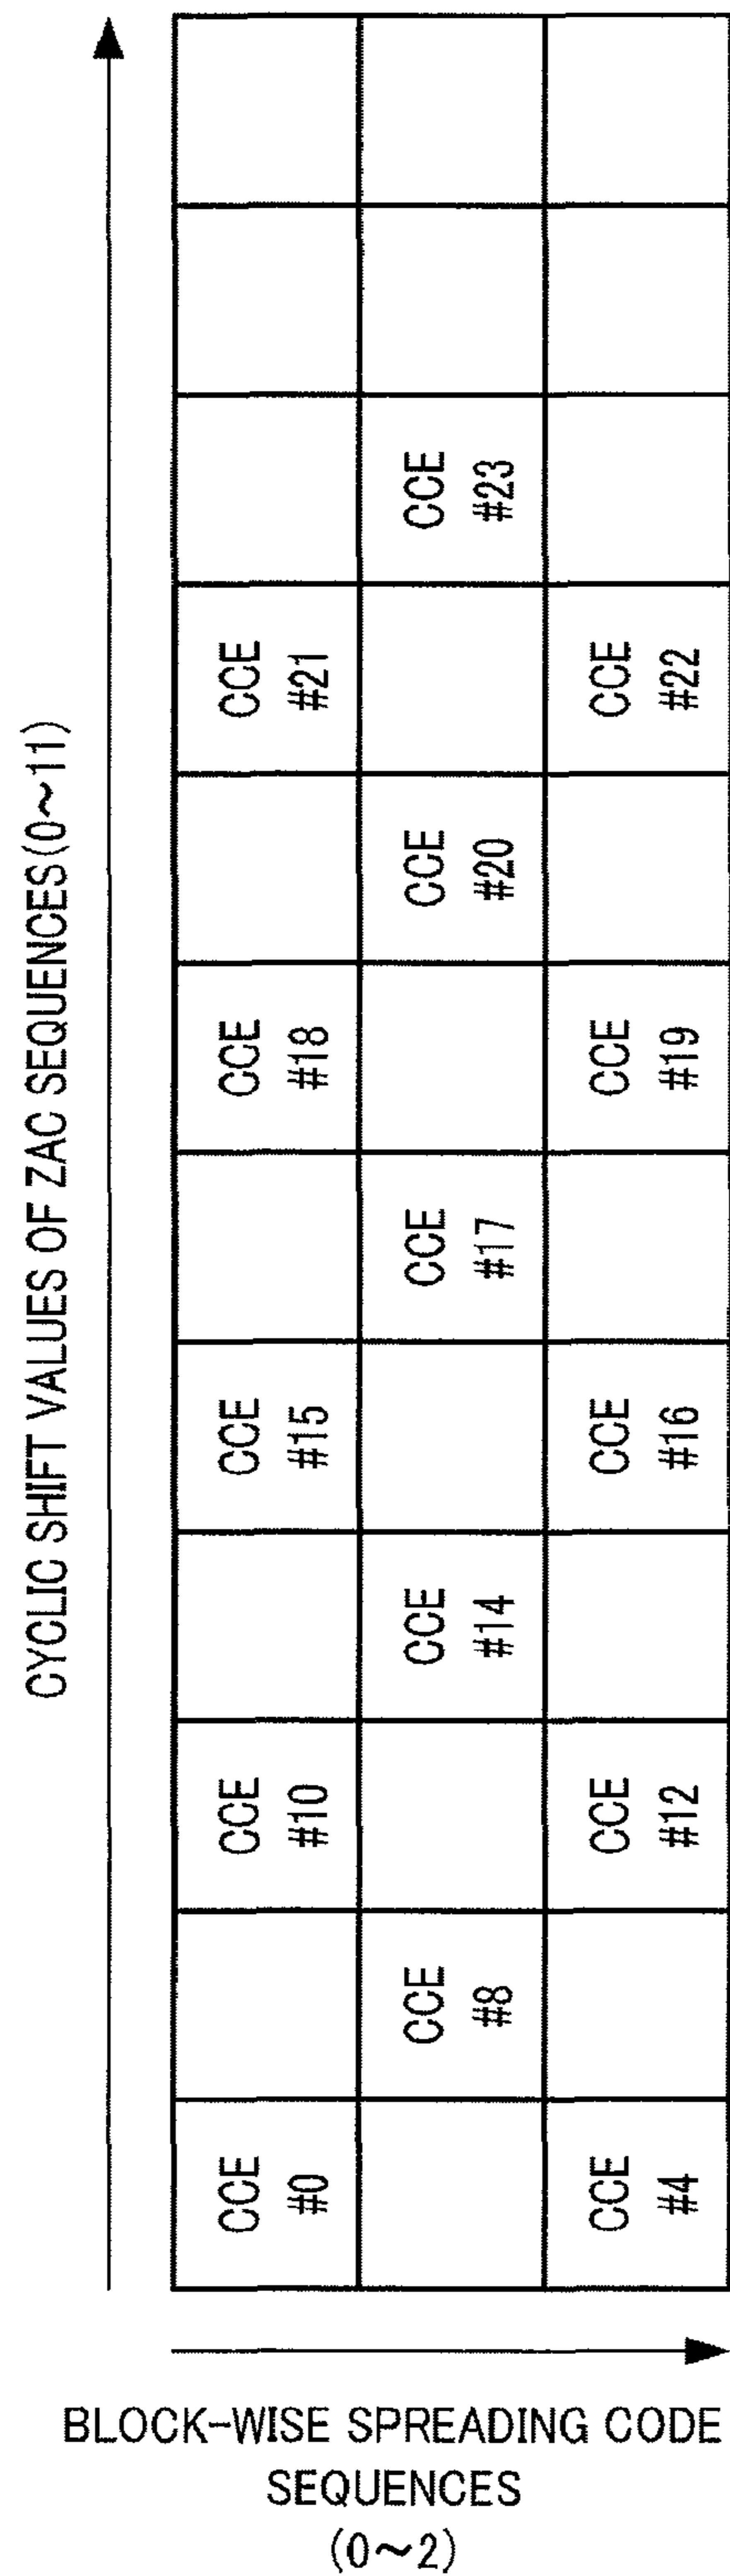 CYCLIC SHIFT VALUES OF ZAC SEQUENCES(0~11)
CCE
#23
CCE
#21
CCE
#22
CCE
#20
CCE
#18
CCE
#19
CCE
#17
CCE
#15
CCE
#16
CCE
#14
CCE
#10
CCE
#12
CCE
#8
CCE
#0
CCE
#4
BLOCK-WISE SPREADING CODE
SEQUENCES
(0~2)